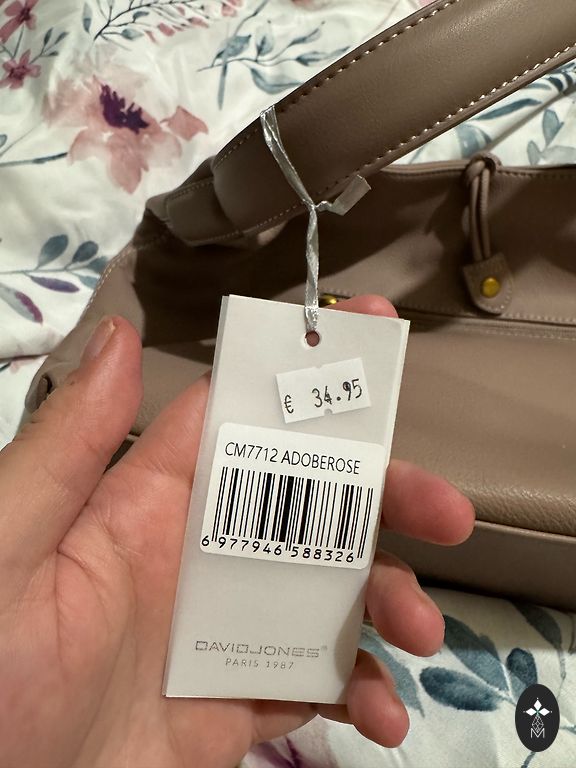 € 34.95
CM7712 ADOBEROSE
6 977946 588326
DAVIDJONES®
PARIS 1987